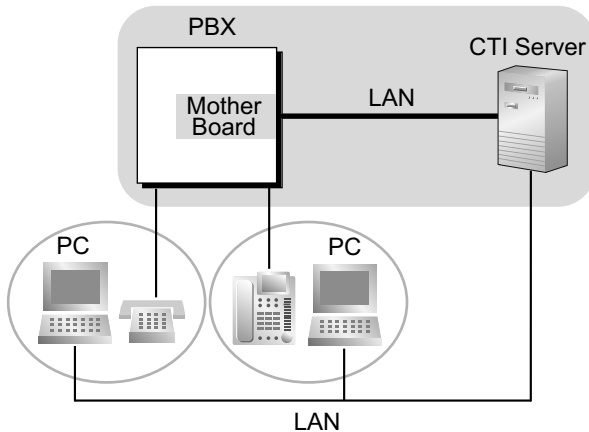 PBX
CTI Server
Mother
Board
LAN
PC
PC
LAN